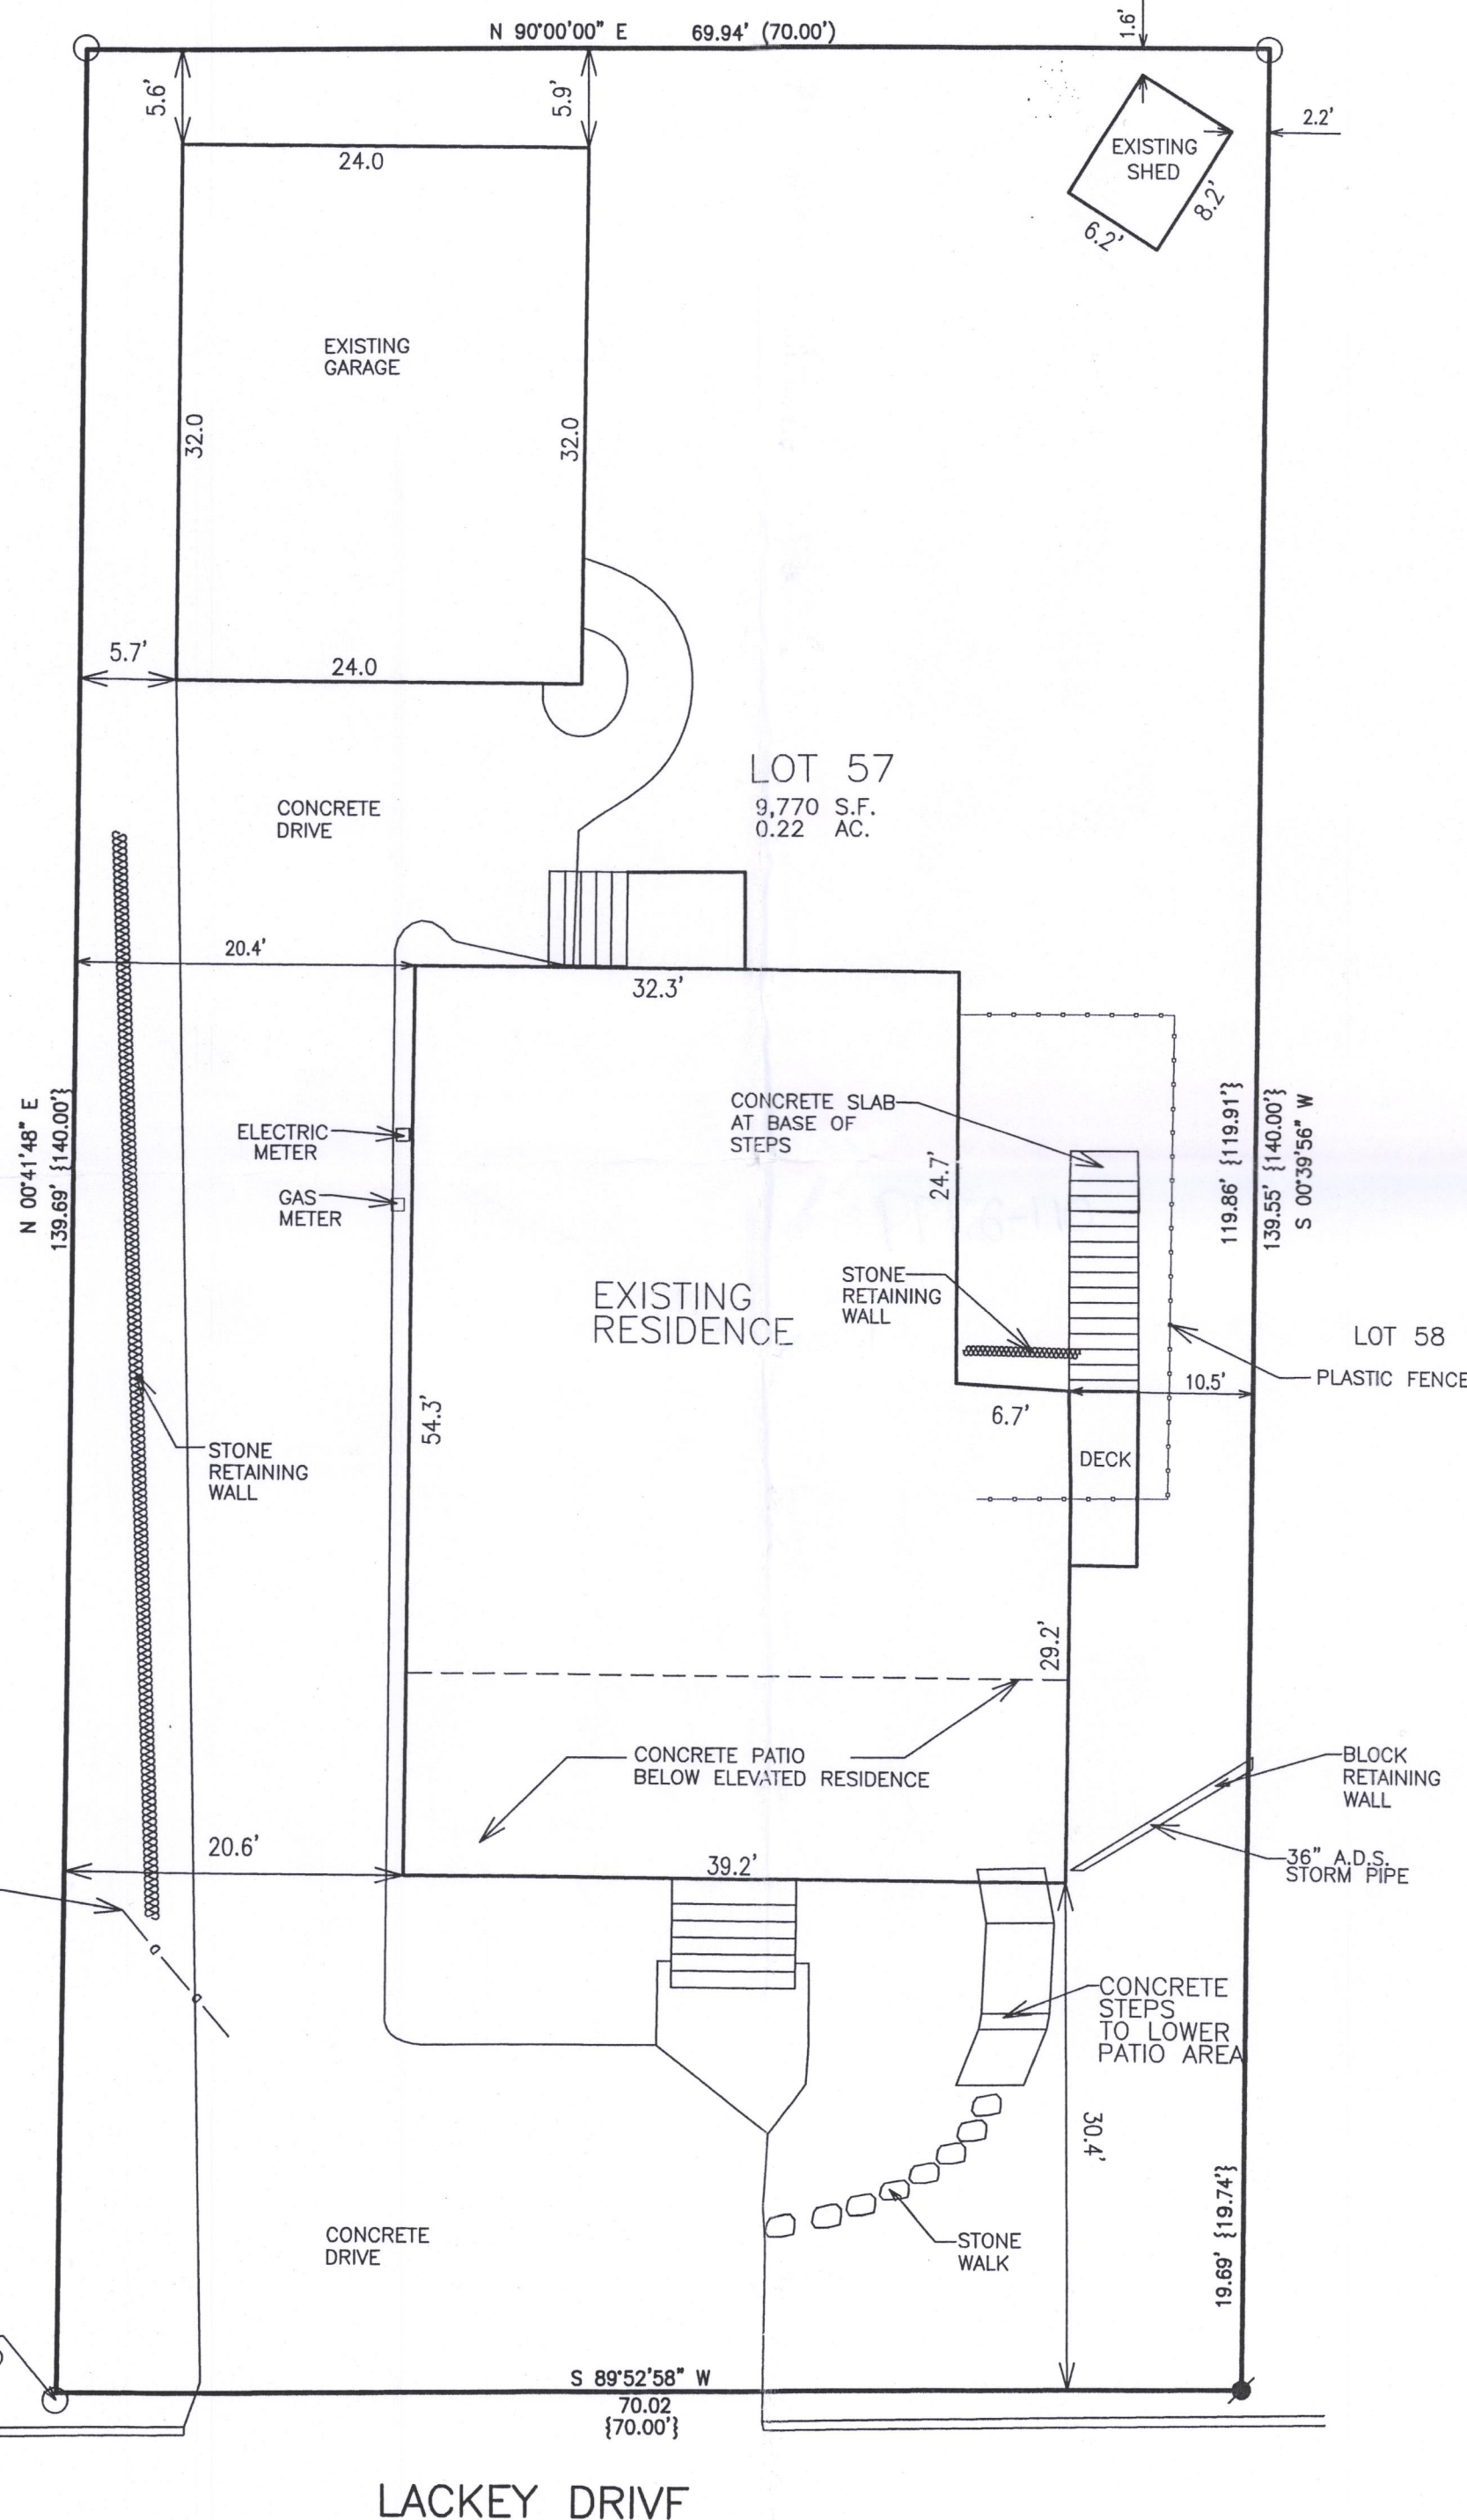 N 90°00'00" E 69.94' (70.00')
1.6'
5.6'
5.9'
2.2'
24.0
EXISTING
SHED
8.2'
6.2'
EXISTING
GARAGE
32.0
32.0
5.7'
24.0
LOT 57
9,770 S.F.
0.22 AC.
CONCRETE
DRIVE
20.4'
32.3'
N 00°41'48" E
139.69' {140.00'}
ELECTRIC
METER
GAS
METER
CONCRETE SLAB
AT BASE OF
STEPS
24.7'
119.86' {119.91'}
139.55' {140.00'}
S 00°39'56" W
EXISTING
RESIDENCE
STONE
RETAINING
WALL
LOT 58
PLASTIC FENCE
10.5'
6.7'
54.3'
DECK
STONE
RETAINING
WALL
29.2'
CONCRETE PATIO
BELOW ELEVATED RESIDENCE
BLOCK
RETAINING
WALL
36" A.D.S.
STORM PIPE
20.6'
39.2'
CONCRETE
STEPS
TO LOWER
PATIO AREA
30.4'
19.69' {19.74'}
STONE
WALK
CONCRETE
DRIVE
S 89°52'58" W
70.02
{70.00'}
LACKEY DRIVE